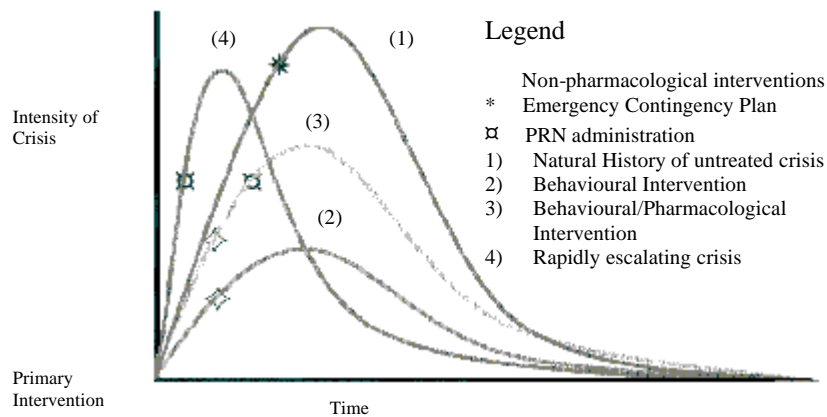 (4)
(1)
Legend
Non-pharmacological interventions
* Emergency Contingency Plan
¤ PRN administration
1) Natural History of untreated crisis
2) Behavioural Intervention
3) Behavioural/Pharmacological
Intervention
4) Rapidly escalating crisis
Intensity of
Crisis
(3)
(2)
Primary
Intervention
Time